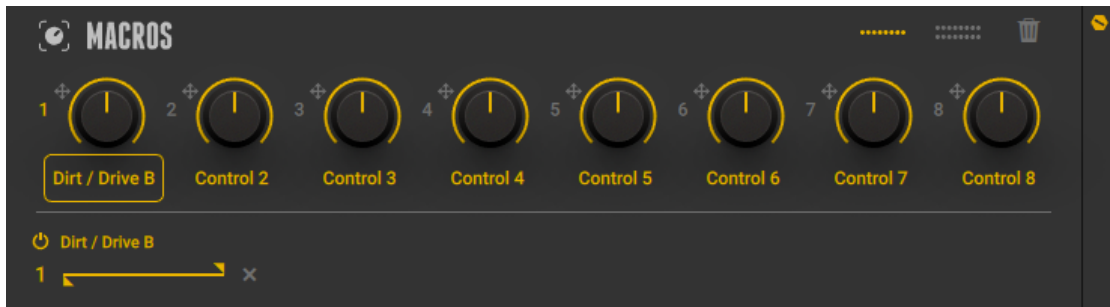 MACROS
1 2 3 4 5 6 7 8
Dirt / Drive B Control 2 Control 3 Control 4 Control 5 Control 6 Control 7 Control 8
Dirt / Drive B
1